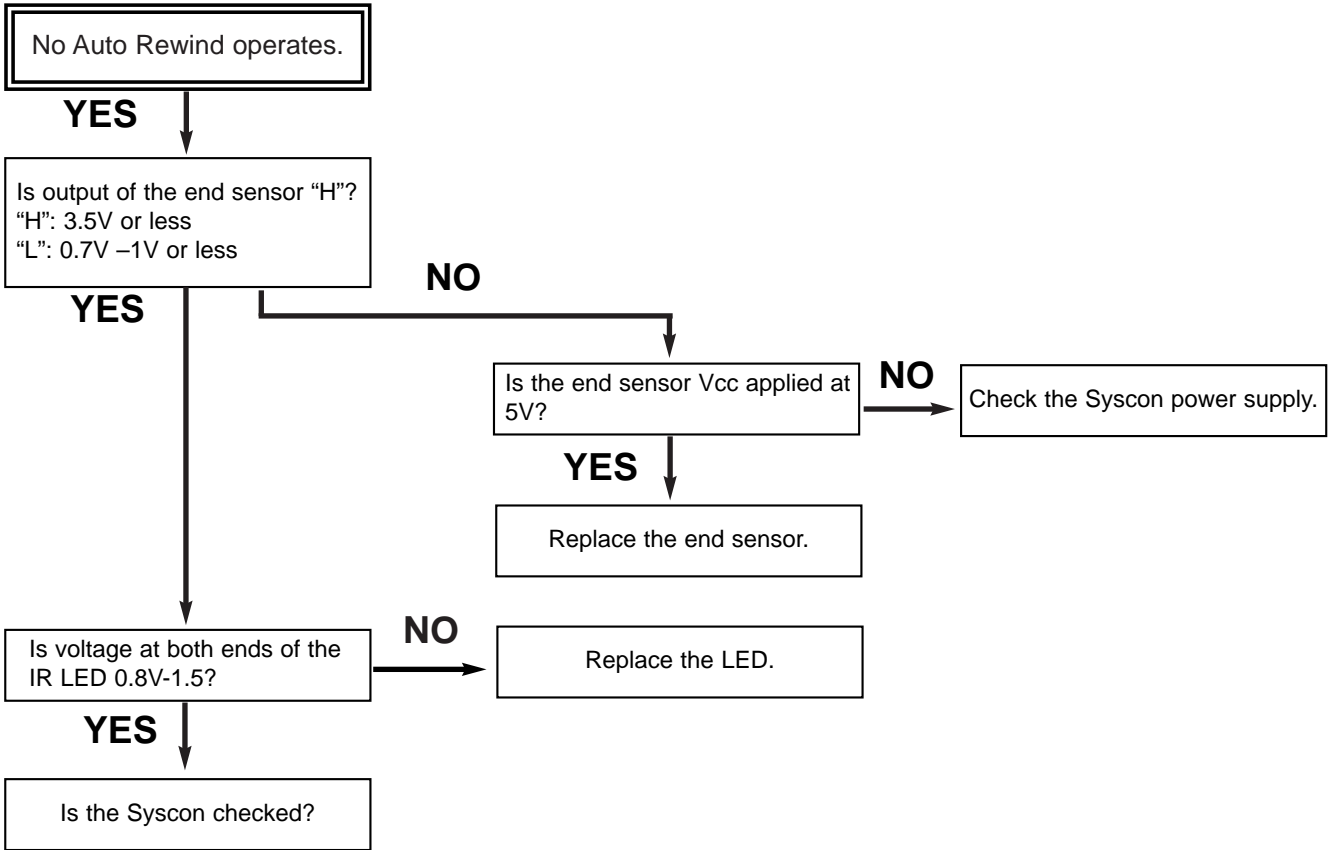 No Auto Rewind operates.
YES
Is output of the end sensor “H”?
“H”: 3.5V or less
“L”: 0.7V –1V or less
YES
NO
Is the end sensor Vcc applied at
5V?
NO
Check the Syscon power supply.
YES
Replace the end sensor.
Is voltage at both ends of the
IR LED 0.8V-1.5?
NO
Replace the LED.
YES
Is the Syscon checked?